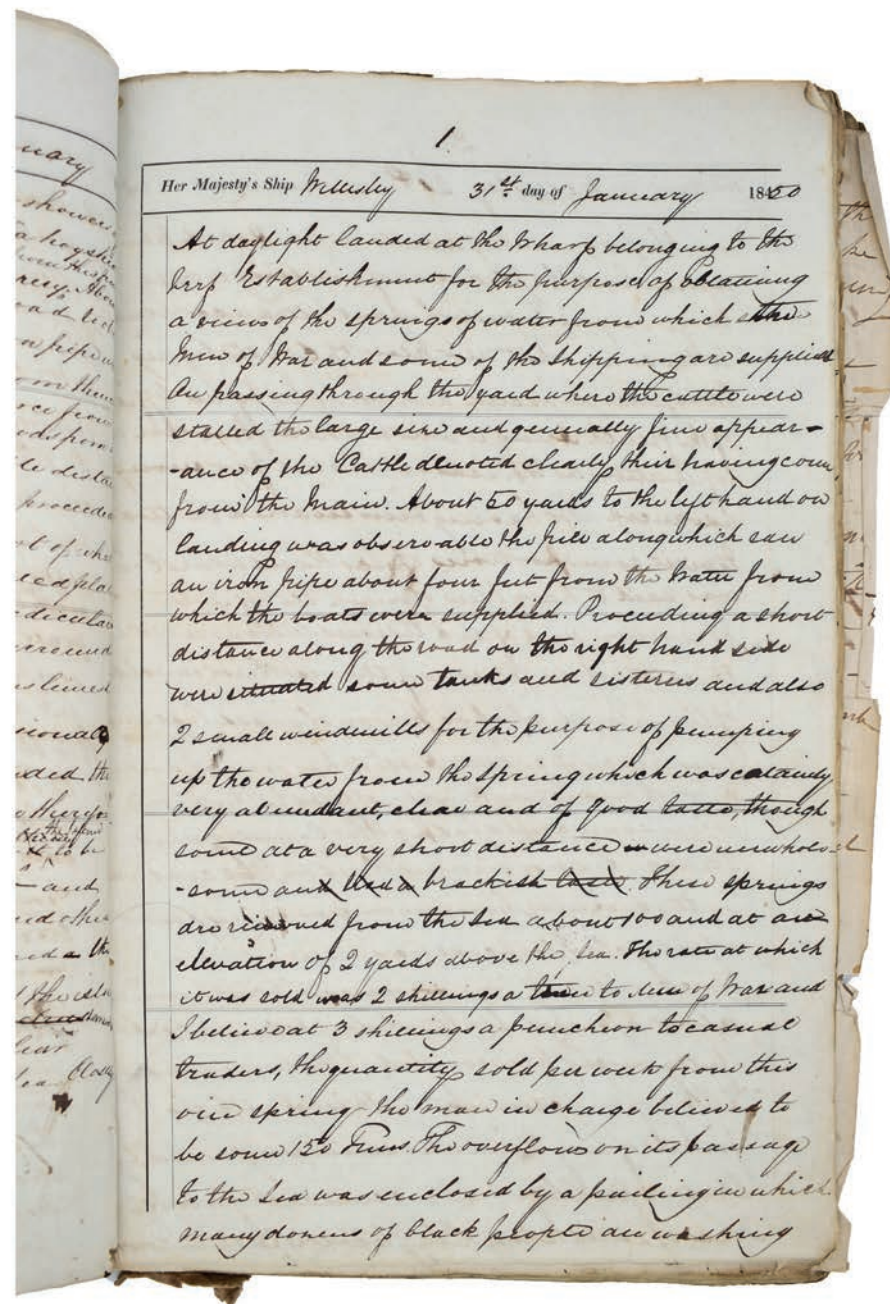 uary
showers
1.
Her Majesty's Ship Wellesley 31st day of January 1850
At daylight landed at the Wharf belonging to the
Establishment for the purpose of obtaining
a view of the springs of water from which the
Men of War and some of the Shipping are supplied
On passing through the yard where the cattle were
stalled the large size and generally fine appear-
-ance of the Cattle denoted clearly their having come
from the Main. About 50 yards to the left hand on
landing was observeable the pile along which ran
an iron pipe about four feet from the Water from
which the boats were supplied. Proceeding a short
distance along the road on the right hand side
were situated some tanks and sisterns and also
2 small windmills for the purpose of pumping
up the water from the Spring which was certainly
very abundant, clear and of good taste, though
some at a very short distance were unwhole-
-some and had a brackish taste. These springs
are removed from the Sea about 100 and at an
elevation of 2 yards above the Sea. The rate at which
it was sold was 2 shillings a tun to Men of War and
I believe at 3 shillings a puncheon to casual
traders, the quantity sold per week from this
one spring the man in charge believed to
be some 150 Tuns. The overflow on its passage
to the Sea was enclosed by a paling in which
many dozens of black people are washing